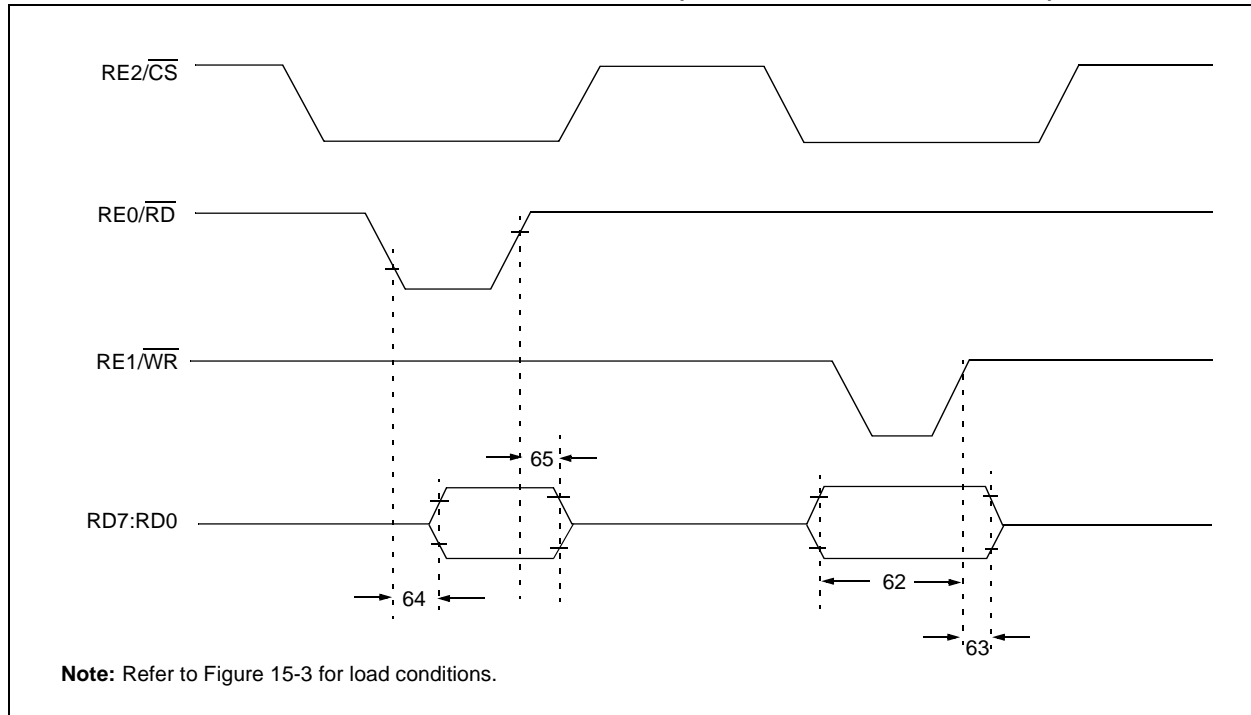 RE2/CS
RE0/RD
RE1/WR
65
RD7:RD0
64
62
63
Note: Refer to Figure 15-3 for load conditions.